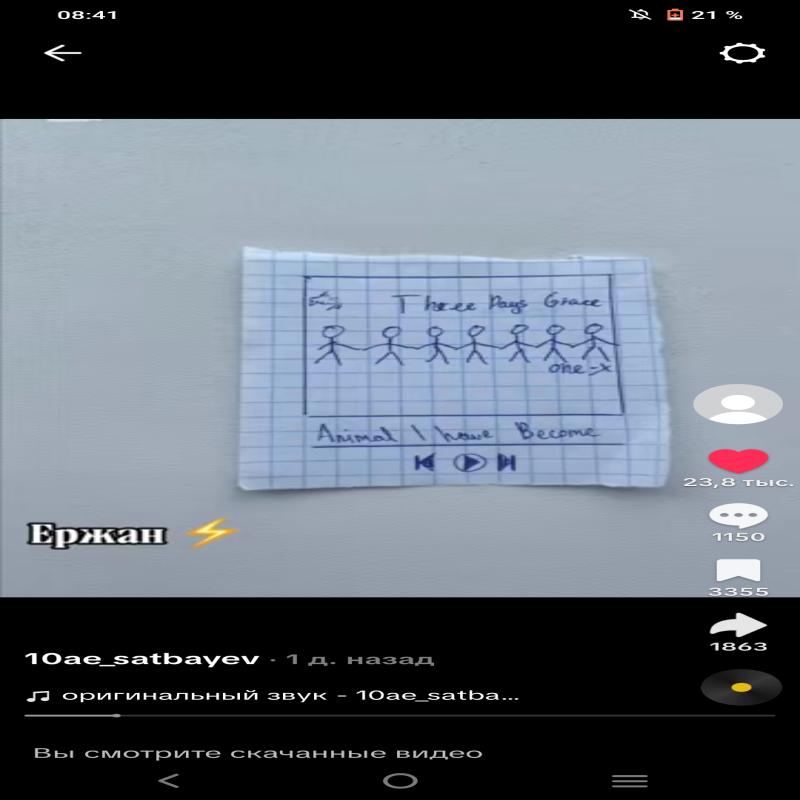 08:41
21 %
Three Days Grace
one-x
Animal I have Become
Ержан ⚡
23,8 тыс.
1150
3355
1863
10ae_satbayev · 1 д. назад
оригинальный звук - 10ae_satba...
Вы смотрите скачанные видео